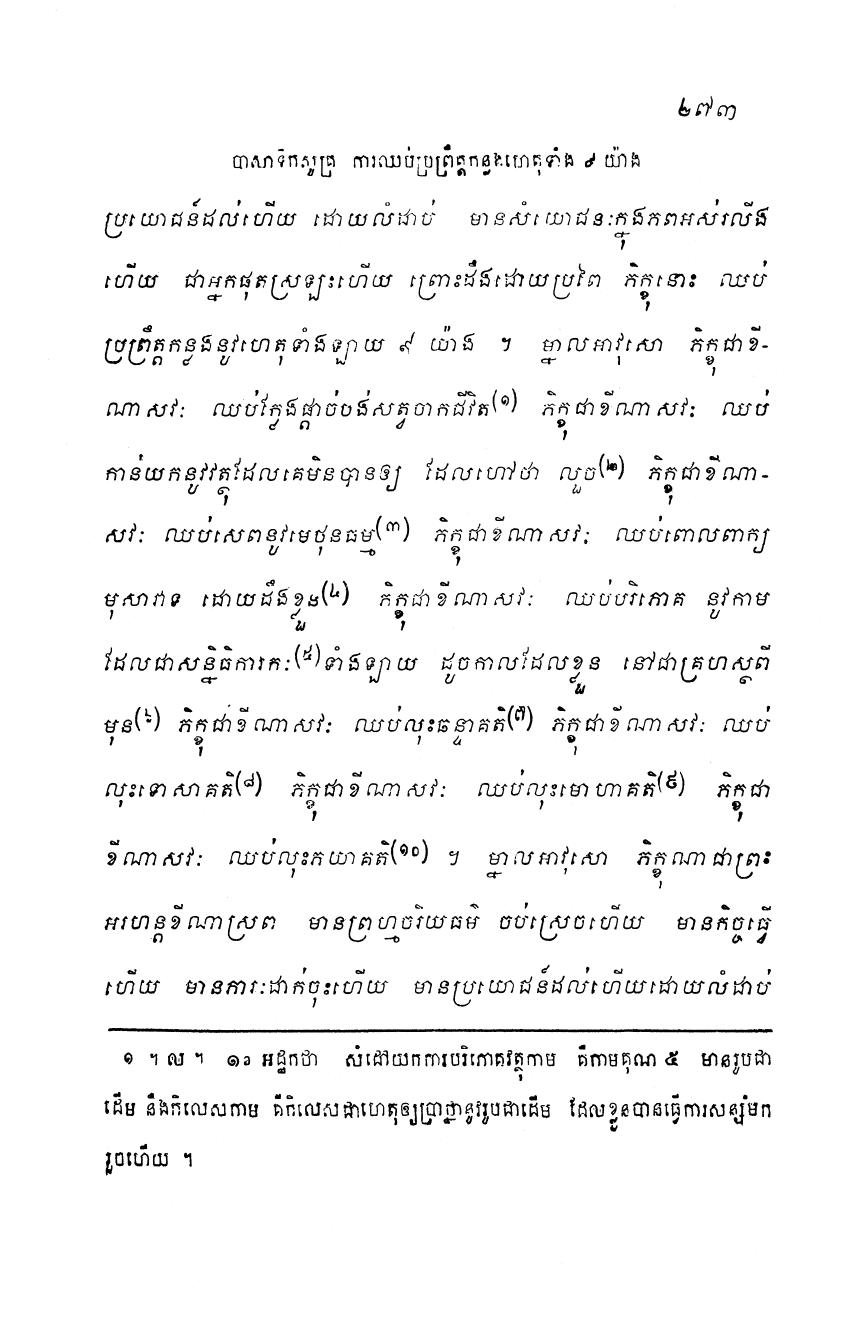 ២៧៣
បាសាទិកសូត្រ ការឈប់ប្រព្រឹត្តកន្លងហេតុទាំង ៩ យ៉ាង
ប្រយោជន៍ដល់ហើយ ដោយលំដាប់ មានសំយោជនៈក្នុងភពអស់រលីង
ហើយ ជាអ្នកផុតស្រឡះហើយ ព្រោះដឹងដោយប្រពៃ ភិក្ខុនោះ ឈប់
ប្រព្រឹត្តកន្លងនូវហេតុទាំងឡាយ ៩ យ៉ាង ។ ម្នាលអាវុសោ ភិក្ខុជាខី-
ណាសវៈ ឈប់ក្លែងផ្តាច់បង់សត្វចាកជីវិត(១) ភិក្ខុជាខីណាសវៈ ឈប់
កាន់យកនូវវត្ថុដែលគេមិនបានឲ្យ ដែលហៅថា លួច(២) ភិក្ខុជាខីណា-
សវៈ ឈប់សេពនូវមេថុនធម្ម(៣) ភិក្ខុជាខីណាសវៈ ឈប់ពោលពាក្យ
មុសាវាទ ដោយដឹងខ្លួន(៤) ភិក្ខុជាខីណាសវៈ ឈប់បរិភោគ នូវកាម
ដែលជាសន្និធិការកៈ(៥)ទាំងឡាយ ដូចកាលដែលខ្លួន នៅជាគ្រហស្ថពី
មុន(៦) ភិក្ខុជាខីណាសវៈ ឈប់លុះឆន្ទាគតិ(៧) ភិក្ខុជាខីណាសវៈ ឈប់
លុះទោសាគតិ(៨) ភិក្ខុជាខីណាសវៈ ឈប់លុះមោហាគតិ(៩) ភិក្ខុជា
ខីណាសវៈ ឈប់លុះភយាគតិ(១០) ។ ម្នាលអាវុសោ ភិក្ខុណាជាព្រះ
អរហន្តខីណាស្រព មានព្រហ្មចរិយធម៌ ចប់ស្រេចហើយ មានកិច្ចធ្វើ
ហើយ មានភារៈដាក់ចុះហើយ មានប្រយោជន៍ដល់ហើយដោយលំដាប់
១ ។ ល ។ ១០ អដ្ឋកថា សំដៅយកការបរិភោគវត្ថុកាម គឺកាមគុណ ៥ មានរូបជា
ដើម នឹងកិលេសកាម គឺកិលេសជាហេតុឲ្យប្រាថ្នានូវរូបជាដើម ដែលខ្លួនបានធ្វើការសន្សំមក
រួចហើយ ។